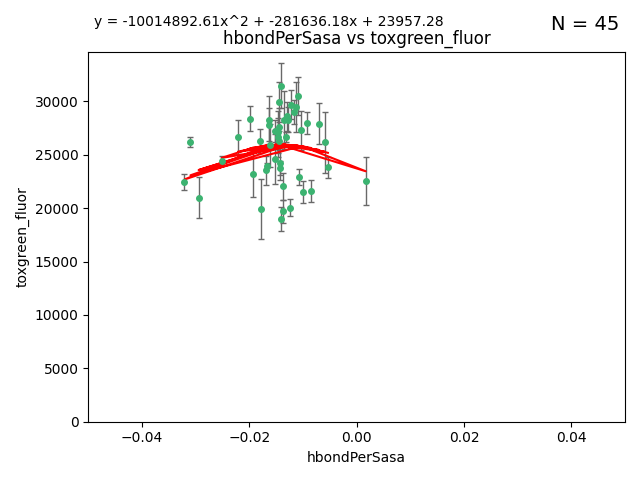 y = -10014892.61x^2 + -281636.18x + 23957.28
N = 45
hbondPerSasa vs toxgreen_fluor
toxgreen_fluor
30000
25000
20000
15000
10000
5000
0
−0.04
−0.02
0.00
0.02
0.04
hbondPerSasa